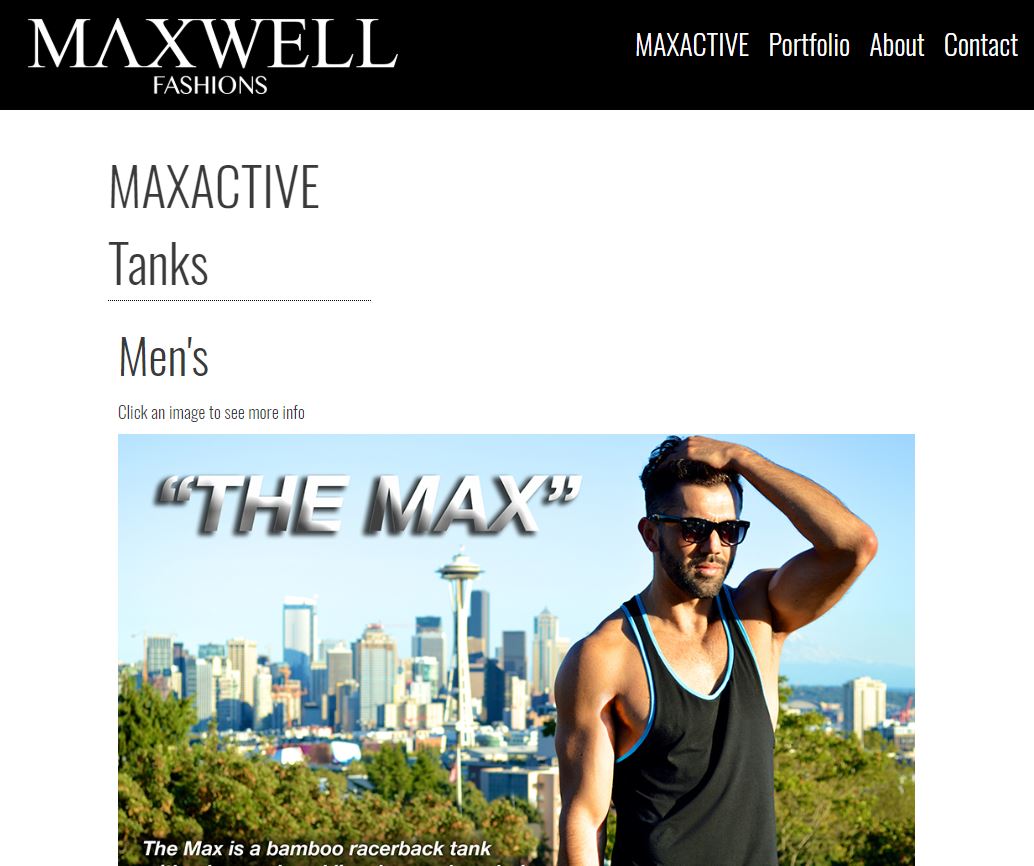 MAXWELL
FASHIONS
MAXACTIVE Portfolio About Contact
MAXACTIVE
Tanks
Men's
Click an image to see more info
“THE MAX”
The Max is a bamboo racerback tank